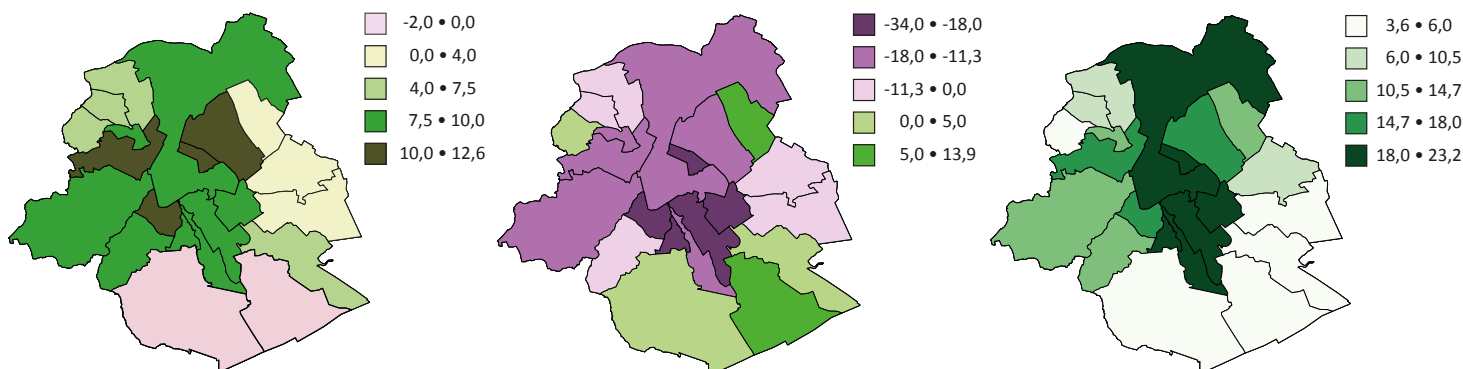 -2,0 • 0,0
0,0 • 4,0
4,0 • 7,5
7,5 • 10,0
10,0 • 12,6
-34,0 • -18,0
-18,0 • -11,3
-11,3 • 0,0
0,0 • 5,0
5,0 • 13,9
3,6 • 6,0
6,0 • 10,5
10,5 • 14,7
14,7 • 18,0
18,0 • 23,2